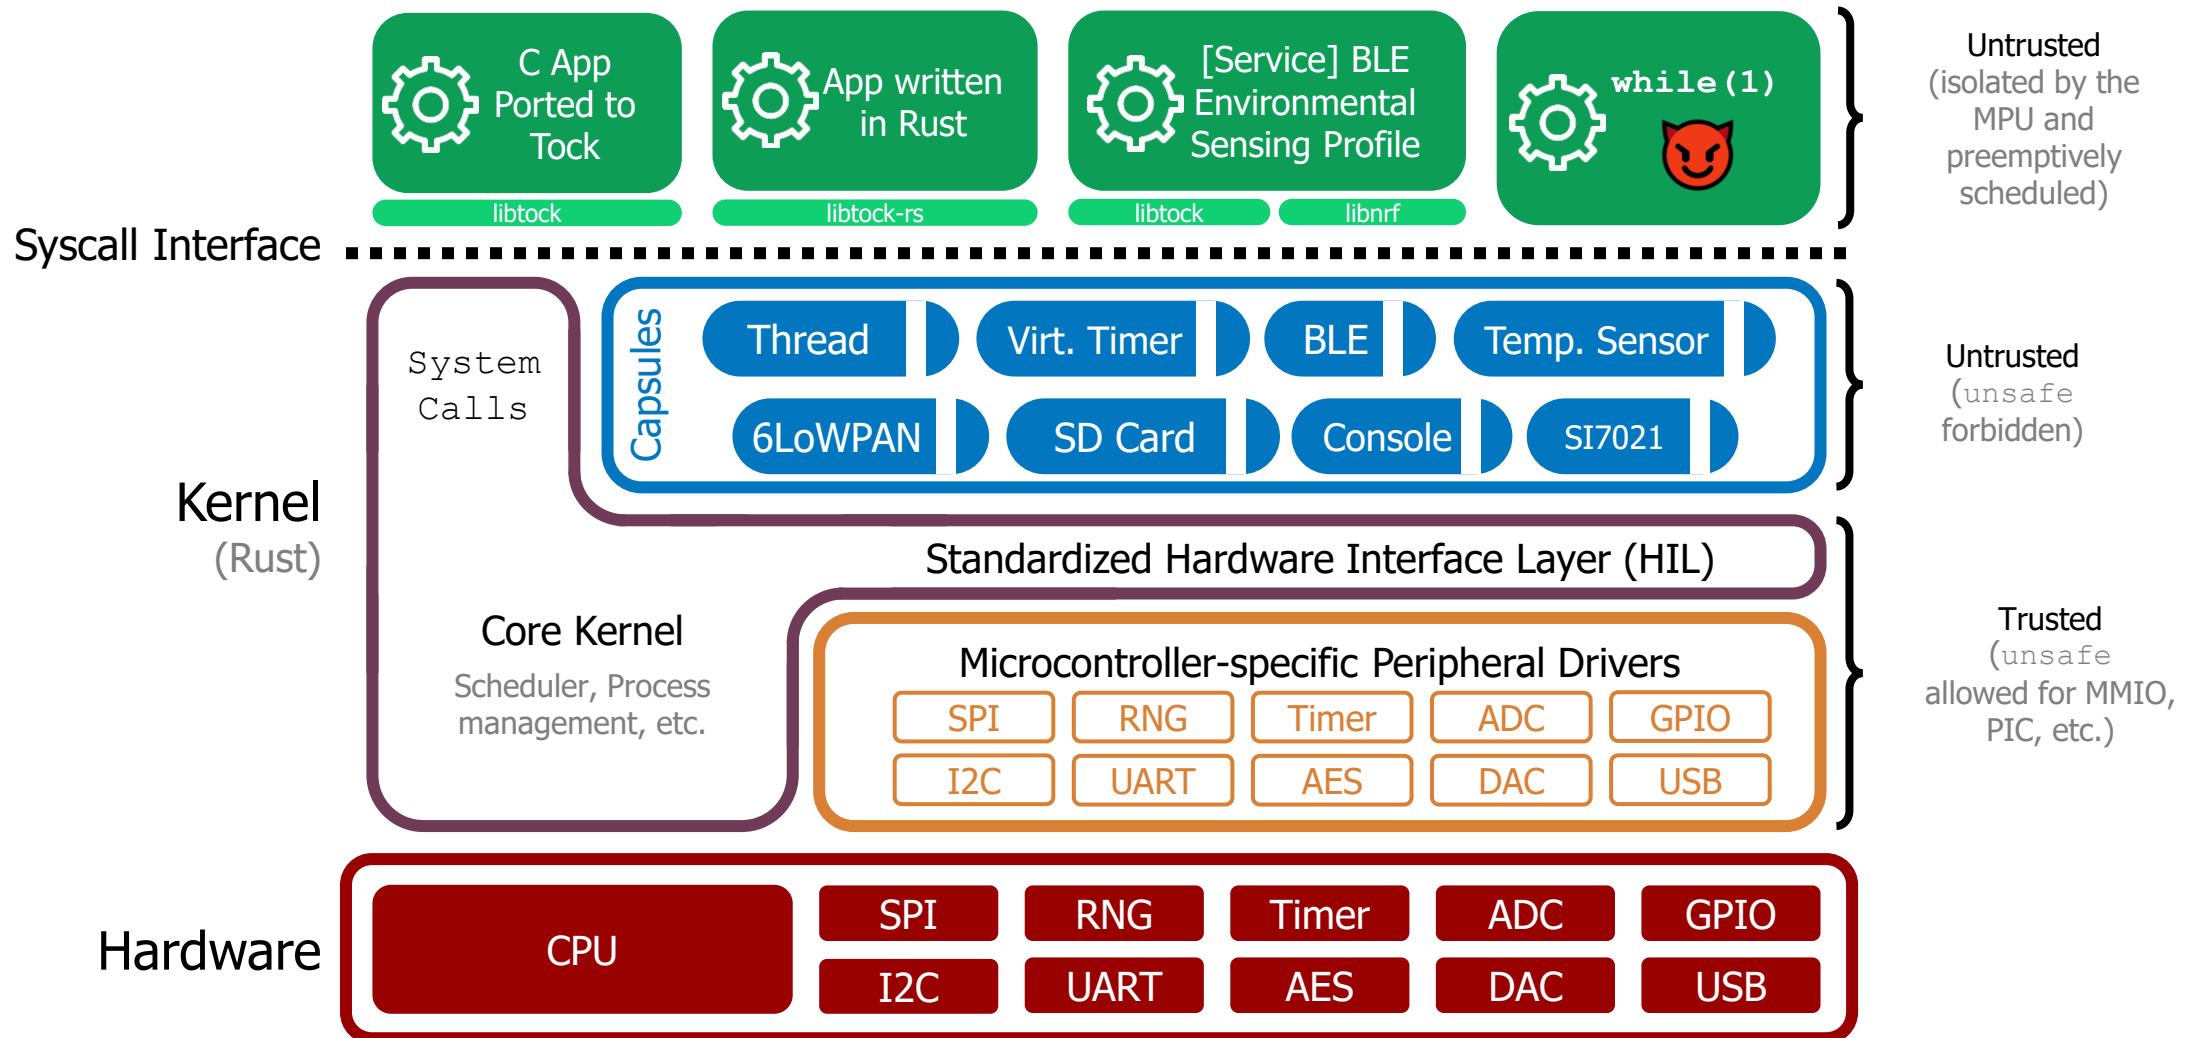 C App
Ported to
Tock
App written
in Rust
[Service] BLE
Environmental
Sensing Profile
while(1)
libtock
libtock-rs
libtock
libnrf
Untrusted
(isolated by the
MPU and
preemptively
scheduled)
Syscall Interface
Kernel
(Rust)
System
Calls
Capsules
Thread
Virt. Timer
BLE
Temp. Sensor
6LoWPAN
SD Card
Console
SI7021
Untrusted
(unsafe
forbidden)
Standardized Hardware Interface Layer (HIL)
Core Kernel
Scheduler, Process
management, etc.
Microcontroller-specific Peripheral Drivers
SPI
RNG
Timer
ADC
GPIO
I2C
UART
AES
DAC
USB
Trusted
(unsafe
allowed for MMIO,
PIC, etc.)
Hardware
CPU
SPI
RNG
Timer
ADC
GPIO
I2C
UART
AES
DAC
USB